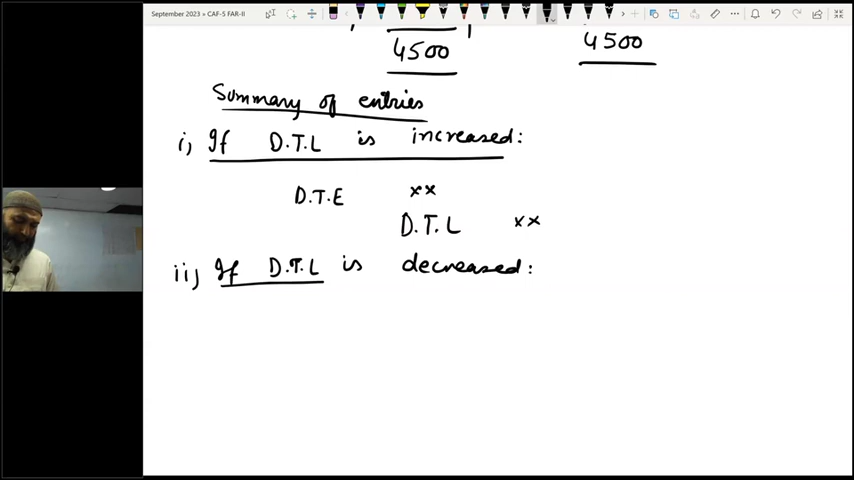 September 2023 » CAF-5 FAR-II
4500 4500
Summary of entries
i, If D.T.L is increased:
D.T.E xx
D.T.L xx
ii, If D.T.L is decreased: